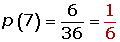 p (7) = 6/36 = 1/6